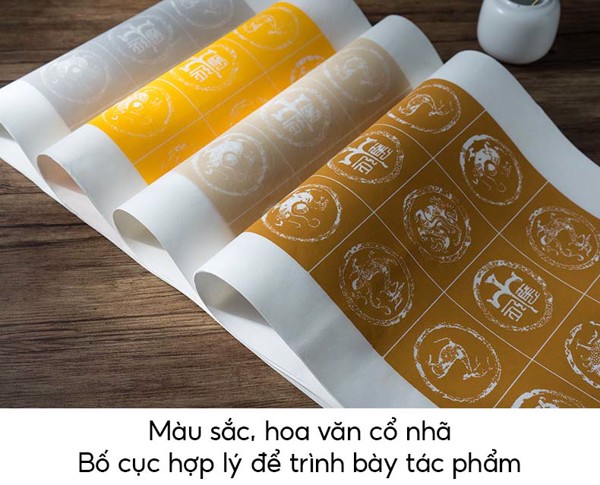 Màu sắc, hoa văn cổ nhã
Bố cục hợp lý để trình bày tác phẩm